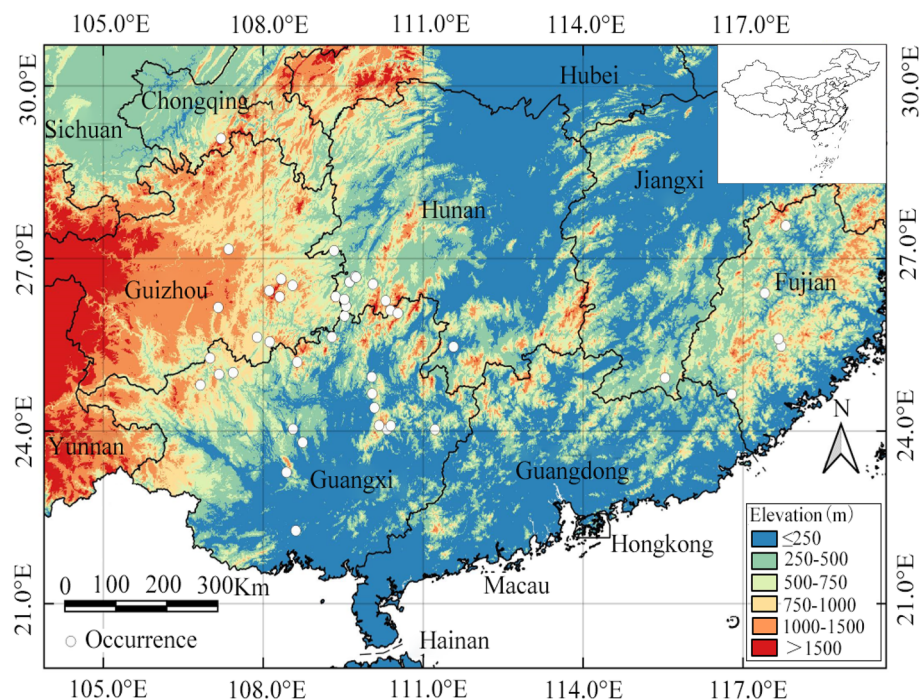 105.0°E 108.0°E 111.0°E 114.0°E 117.0°E
30.0°E 30.0°E
Hubei
Chongqing
Sichuan
Jiangxi
Hunan
27.0°E 27.0°E
Guizhou
Fujian
24.0°E 24.0°E
N
Yunnan
Guangxi
Guangdong
Elevation (m)
≤250
250-500
500-750
750-1000
1000-1500
>1500
Hongkong
Macau
0 100 200 300Km
21.0°E 21.0°E
Occurrence
Hainan
105.0°E 108.0°E 111.0°E 114.0°E 117.0°E